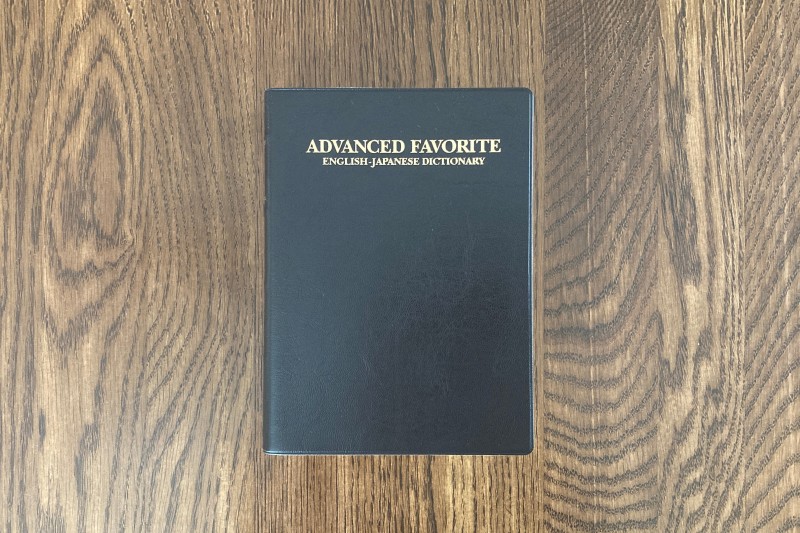 ADVANCED FAVORITE
ENGLISH-JAPANESE DICTIONARY